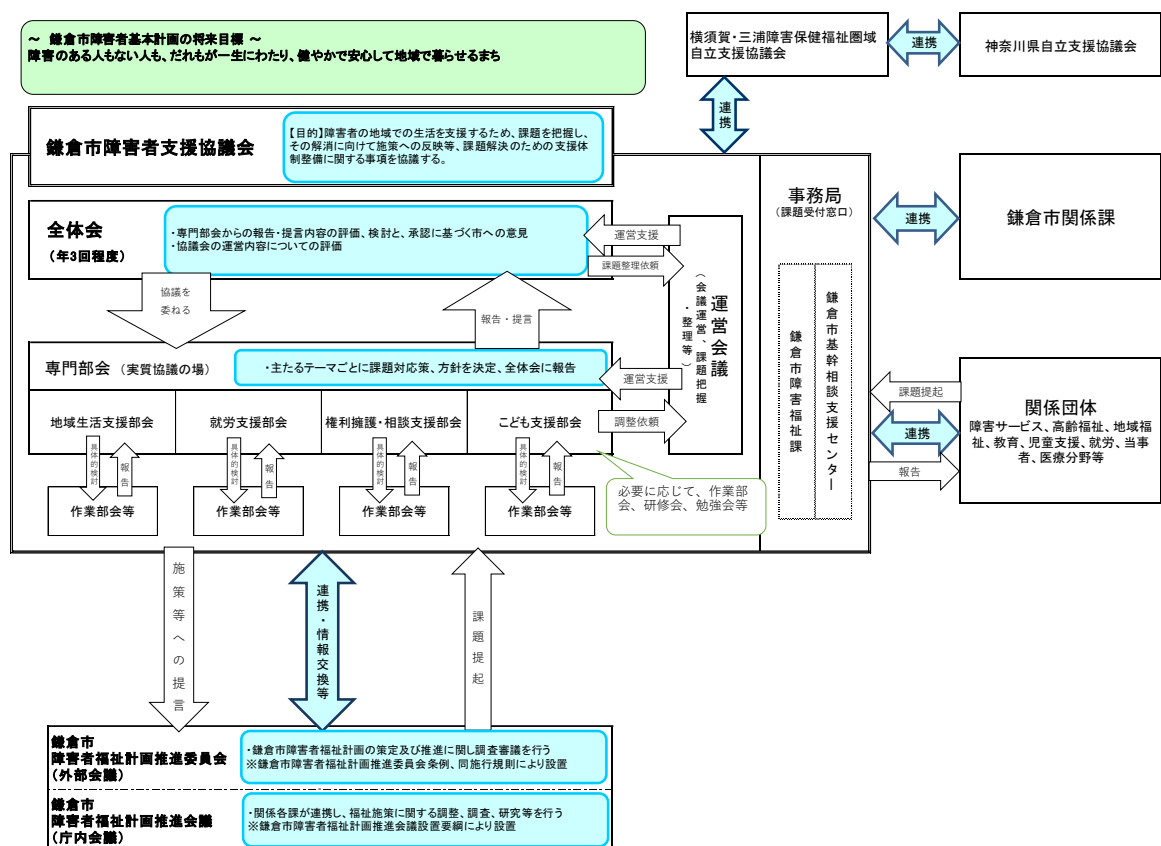 ～ 鎌倉市障害者基本計画の将来目標 ～
障害のある人もない人も、だれもが一生にわたり、健やかで安心して地域で暮らせるまち
横須賀・三浦障害保健福祉圏域
自立支援協議会
連携
神奈川県自立支援協議会
連携
鎌倉市障害者支援協議会
【目的】障害者の地域での生活を支援するため、課題を把握し、
その解消に向けて施策への反映等、課題解決のための支援体
制整備に関する事項を協議する。
全体会
（年3回程度）
・専門部会からの報告・提言内容の評価、検討と、承認に基づく市への意見
・協議会の運営内容についての評価
運営支援
課題整理依頼
協議を
委ねる
報告・提言
専門部会（実質協議の場）
・主たるテーマごとに課題対応策、方針を決定、全体会に報告
運営支援
調整依頼
運営会議
（会議運営、課題把握
・整理等）
地域生活支援部会
就労支援部会
権利擁護・相談支援部会
こども支援部会
具体的検討
報告
具体的検討
報告
具体的検討
報告
具体的検討
報告
作業部会等
作業部会等
作業部会等
作業部会等
必要に応じて、作業部
会、研修会、勉強会等
事務局
（課題受付窓口）
鎌倉市基幹相談支援センター
鎌倉市障害福祉課
連携
鎌倉市関係課
課題提起
連携
報告
関係団体
障害サービス、高齢福祉、地域福
祉、教育、児童支援、就労、当事
者、医療分野等
施策等への提言
連携・情報交換等
課題提起
鎌倉市
障害者福祉計画推進委員会
（外部会議）
・鎌倉市障害者福祉計画の策定及び推進に関し調査審議を行う
※鎌倉市障害者福祉計画推進委員会条例、同施行規則により設置
鎌倉市
障害者福祉計画推進会議
（庁内会議）
・関係各課が連携し、福祉施策に関する調整、調査、研究等を行う
※鎌倉市障害者福祉計画推進会議設置要綱により設置